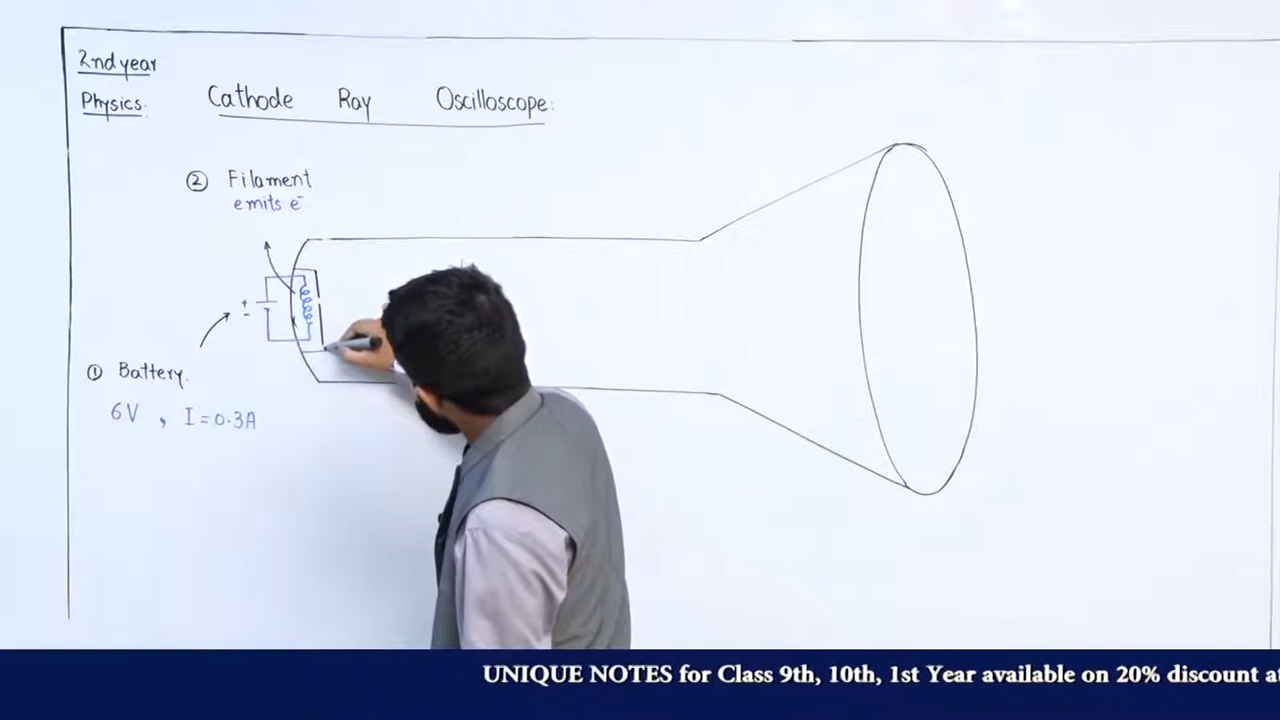 2nd year
Physics:
Cathode Ray Oscilloscope:
② Filament
emits e⁻
+
-
① Battery.
6V , I = 0.3A
UNIQUE NOTES for Class 9th, 10th, 1st Year available on 20% discount at